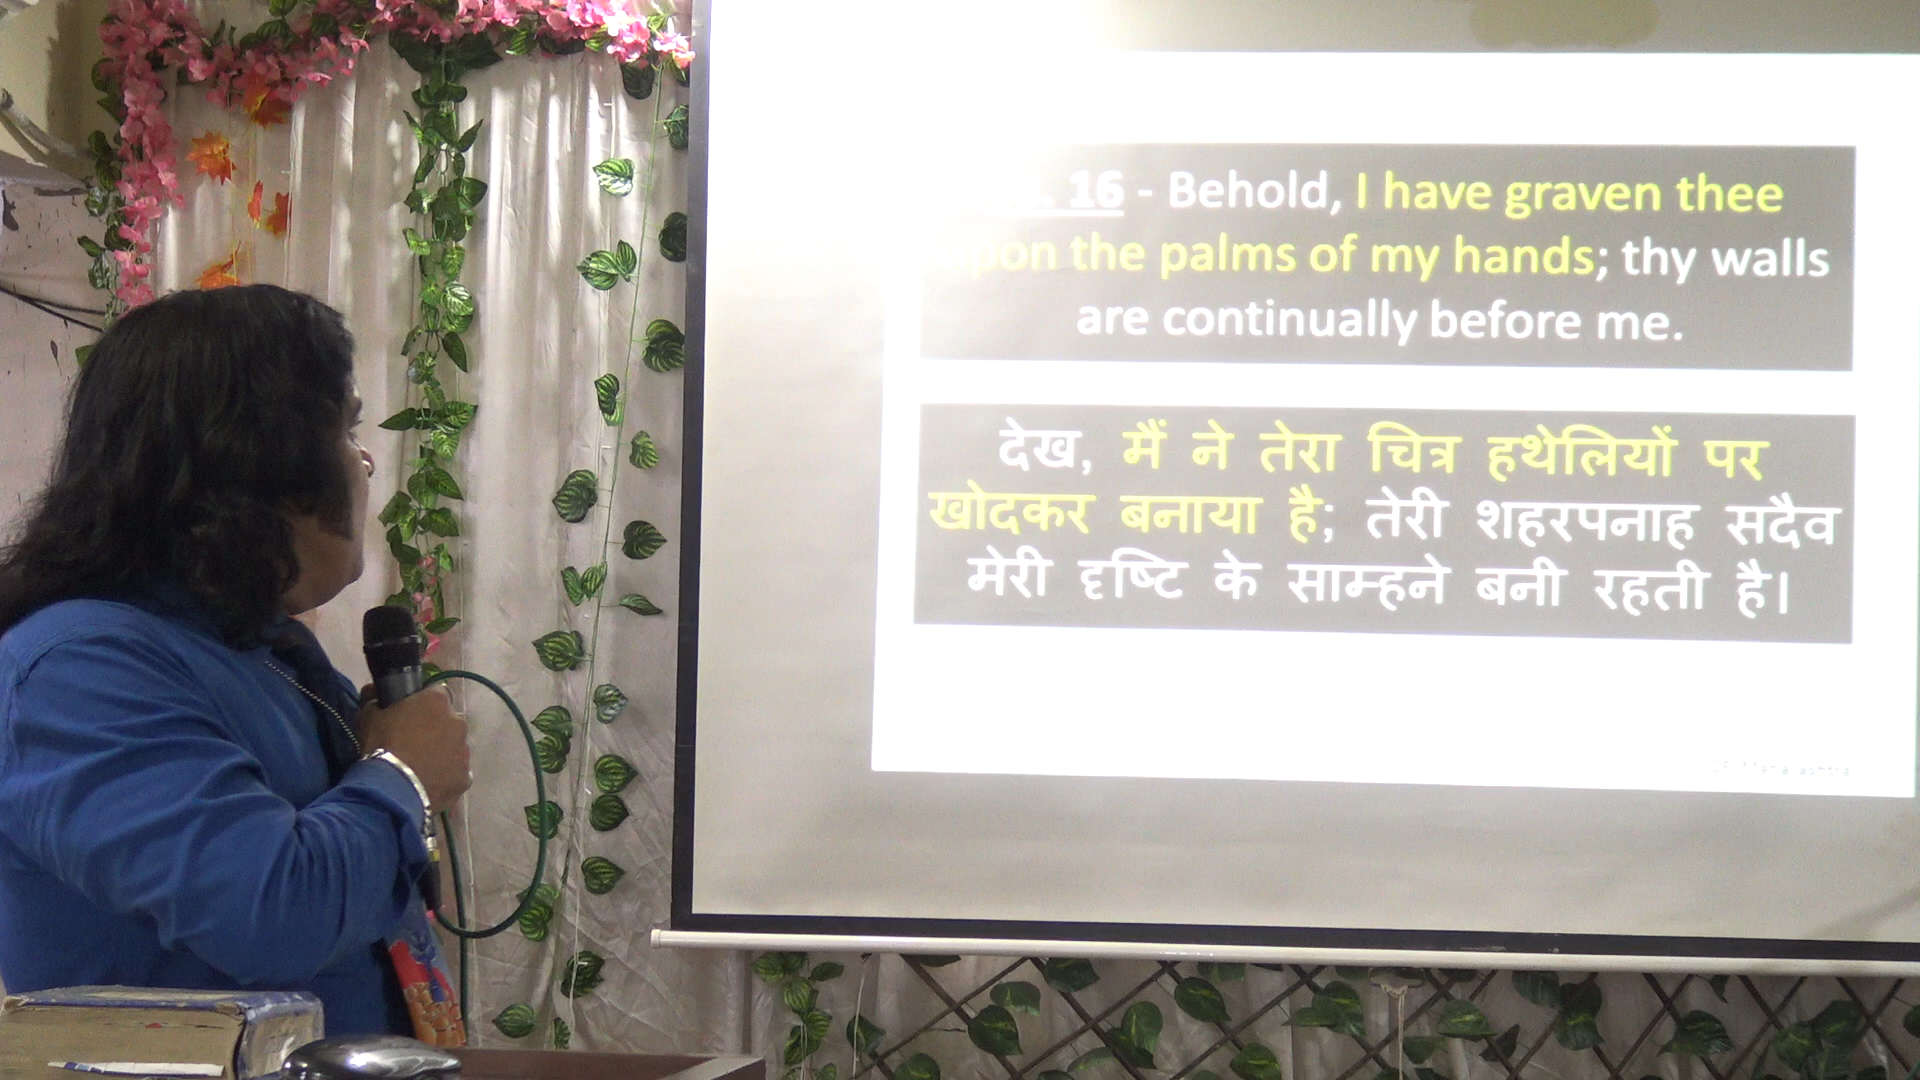 16 - Behold, I have graven thee
upon the palms of my hands; thy walls
are continually before me.
देख, मैं ने तेरा चित्र हथेलियों पर
खोदकर बनाया है; तेरी शहरपनाह सदैव
मेरी दृष्टि के साम्हने बनी रहती है।